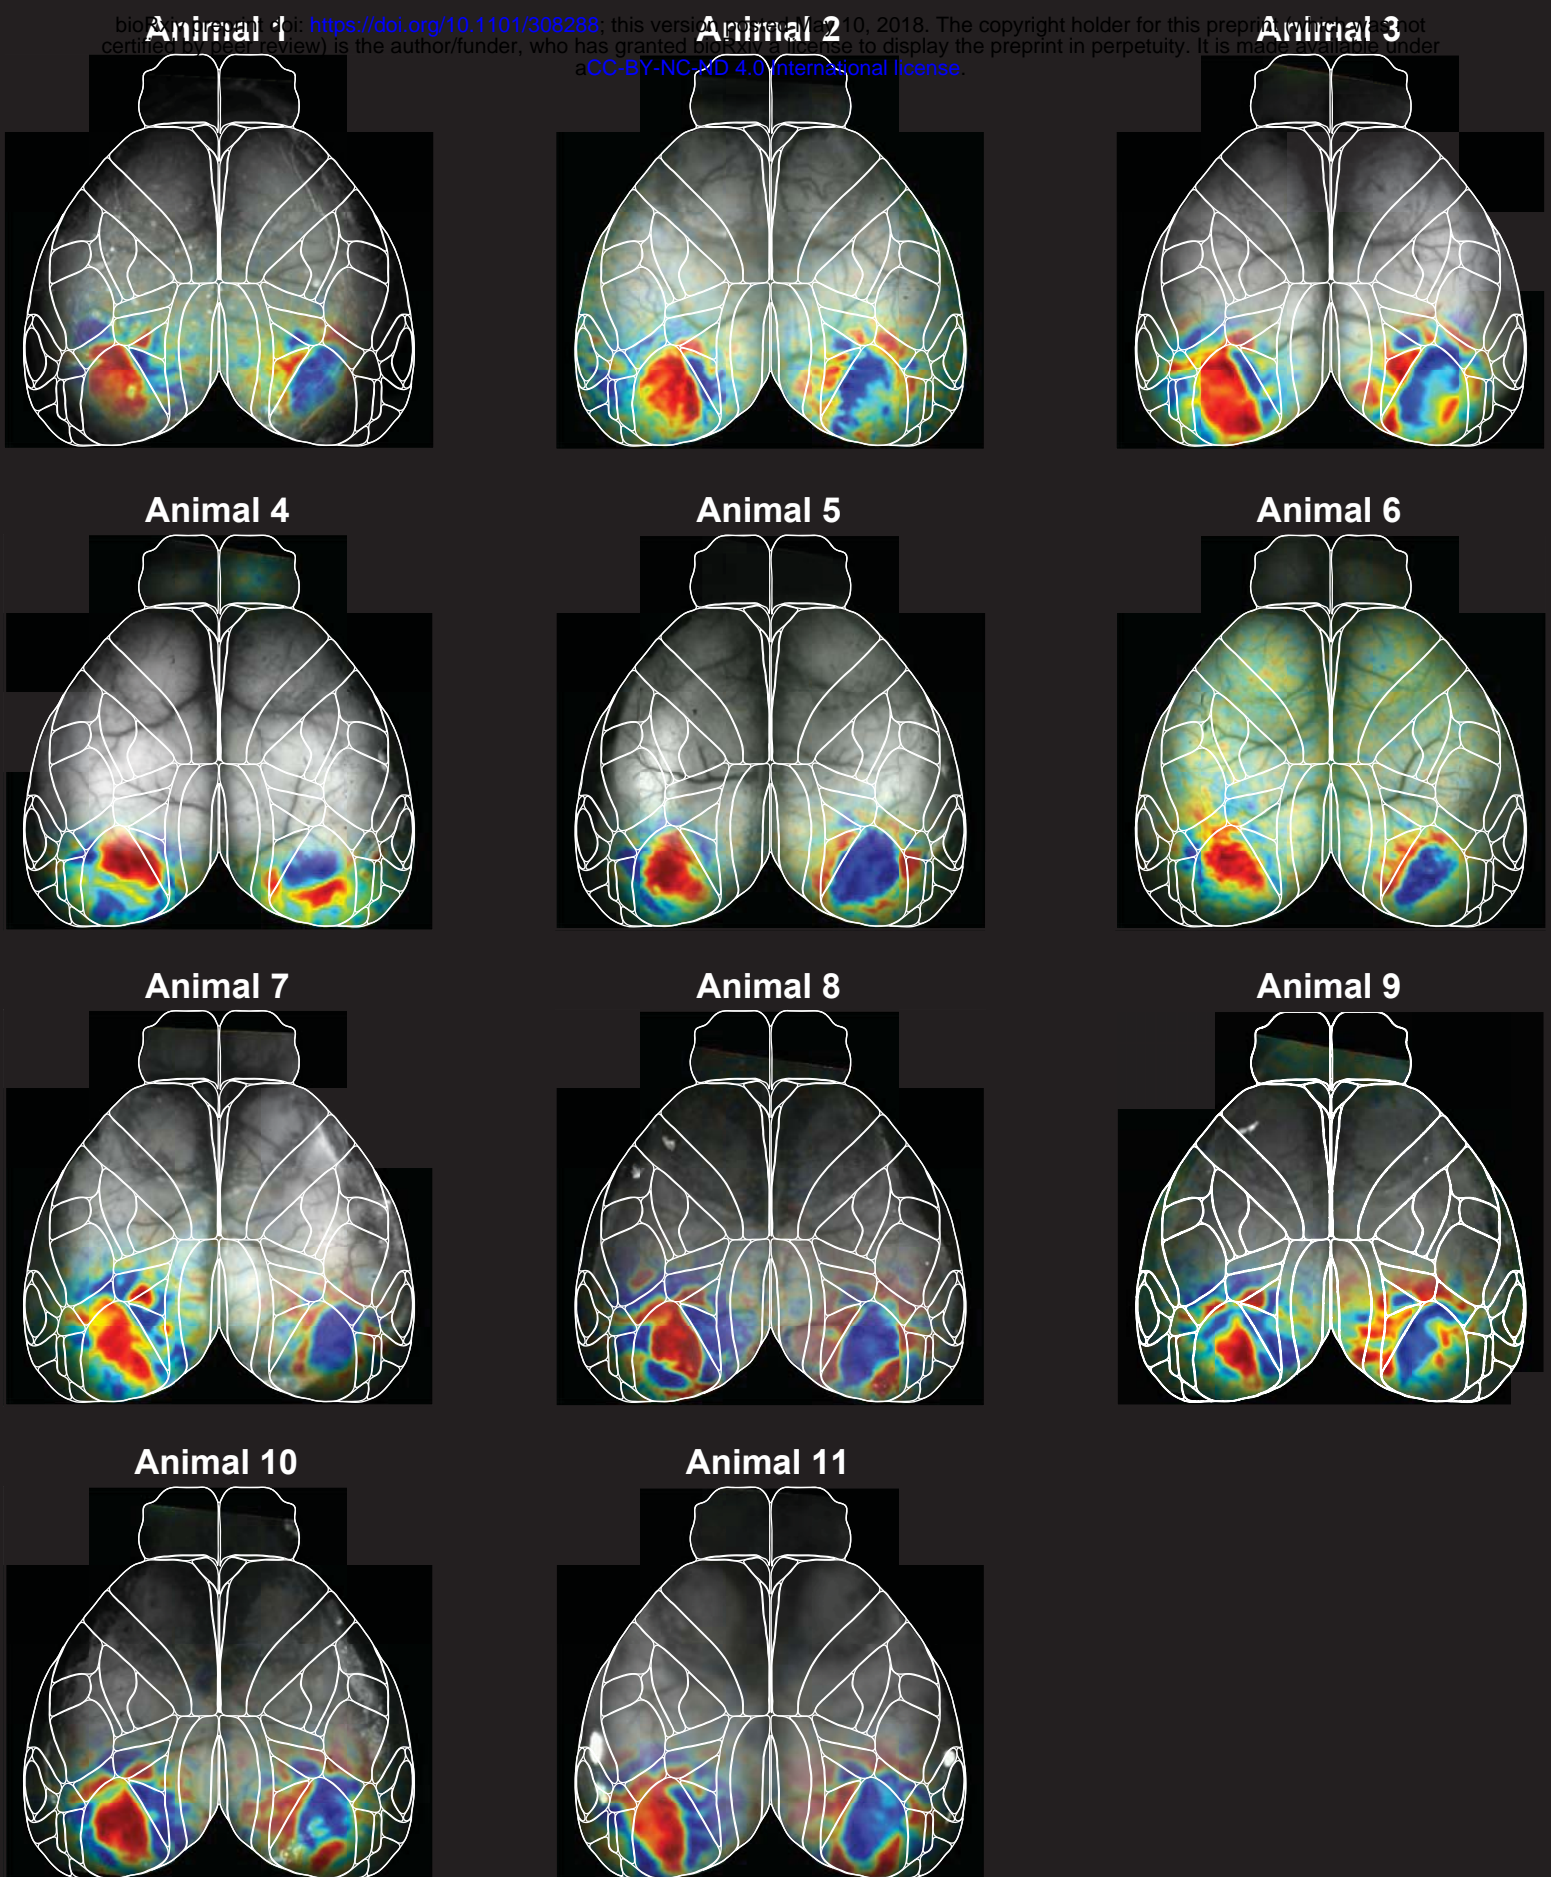 bioRxiv preprint doi: https://doi.org/10.1101/308288; this version posted May 10, 2018. The copyright holder for this preprint (which was not
certified by peer review) is the author/funder, who has granted bioRxiv a license to display the preprint in perpetuity. It is made available under
aCC-BY-NC-ND 4.0 International license.
Animal 1
Animal 2
Animal 3
Animal 4
Animal 5
Animal 6
Animal 7
Animal 8
Animal 9
Animal 10
Animal 11